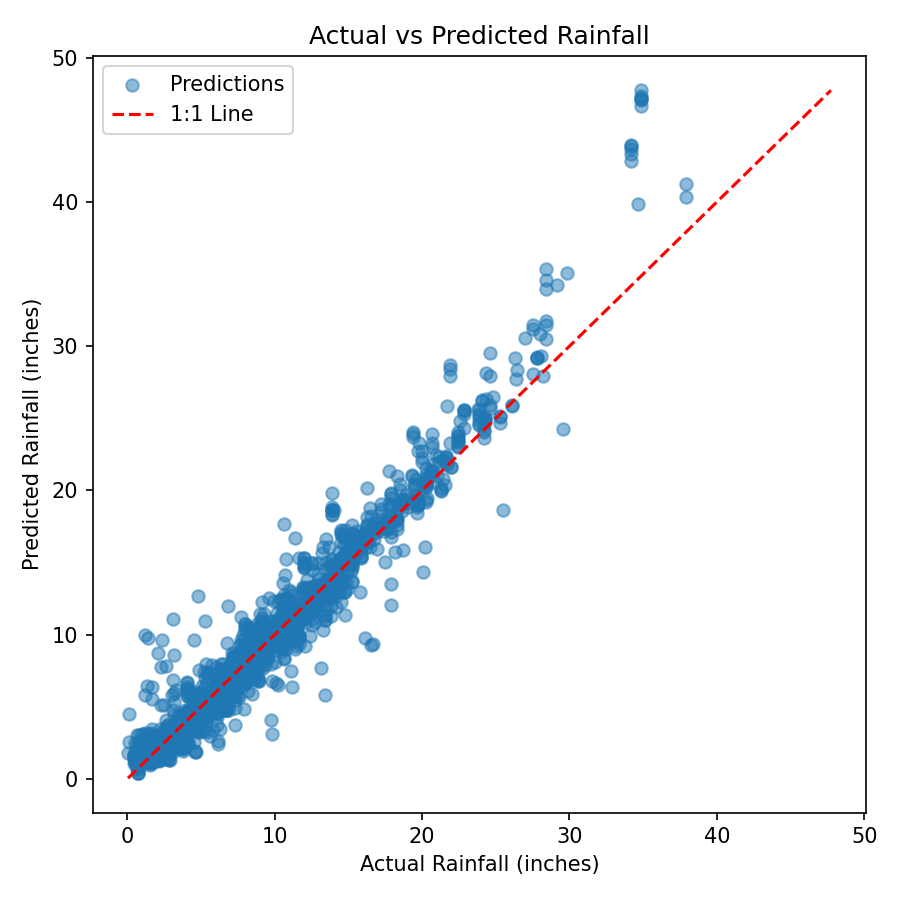 Actual vs Predicted Rainfall
Predictions
1:1 Line
Predicted Rainfall (inches)
50
40
30
20
10
0
0 10 20 30 40 50
Actual Rainfall (inches)